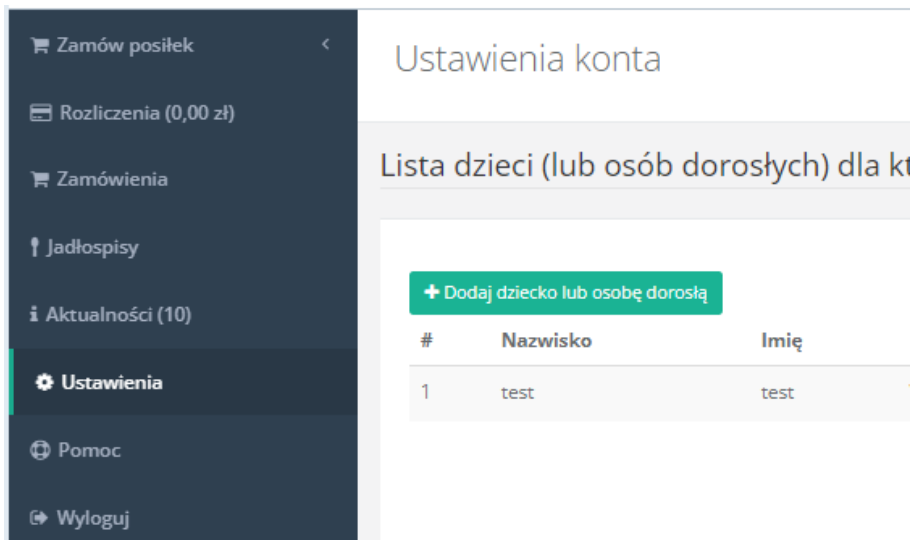 Zamów posiłek
Rozliczenia (0,00 zł)
Zamówienia
Jadłospisy
Aktualności (10)
Ustawienia
Pomoc
Wyloguj
Ustawienia konta
Lista dzieci (lub osób dorosłych) dla
+ Dodaj dziecko lub osobę dorosłą
# Nazwisko Imię
1 test test